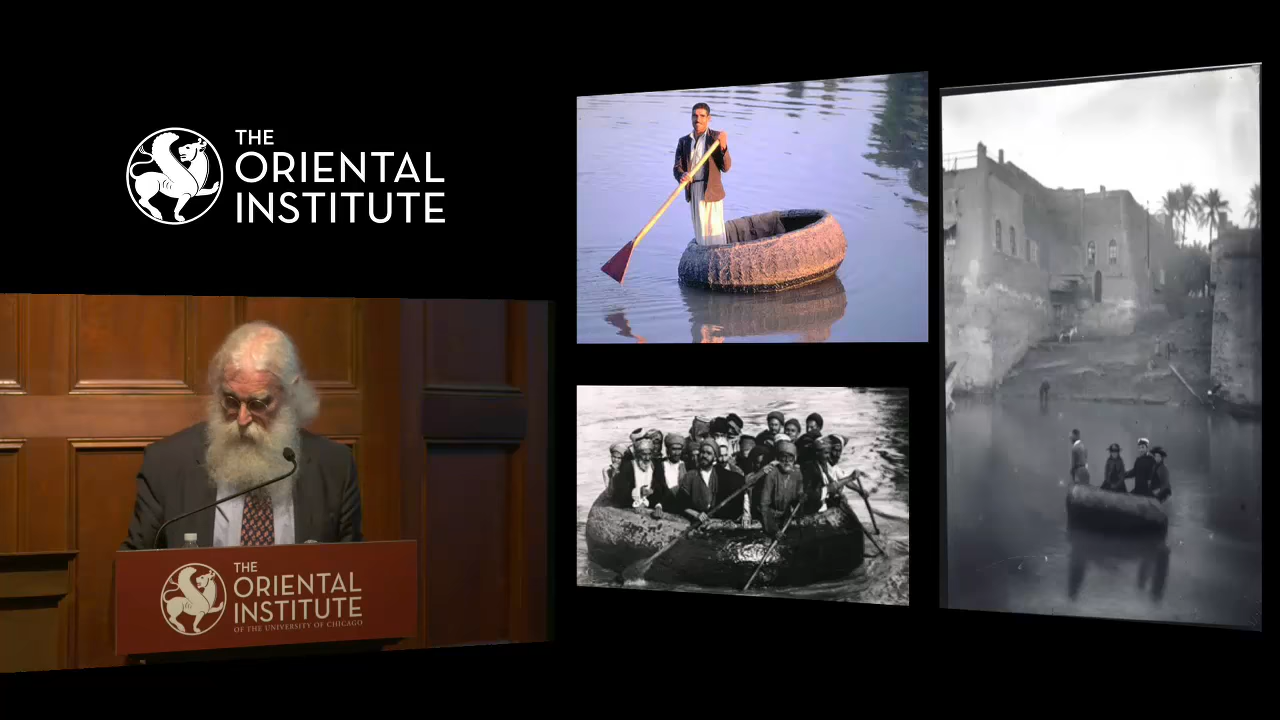 THE
ORIENTAL
INSTITUTE
THE
ORIENTAL
INSTITUTE
OF THE UNIVERSITY OF CHICAGO